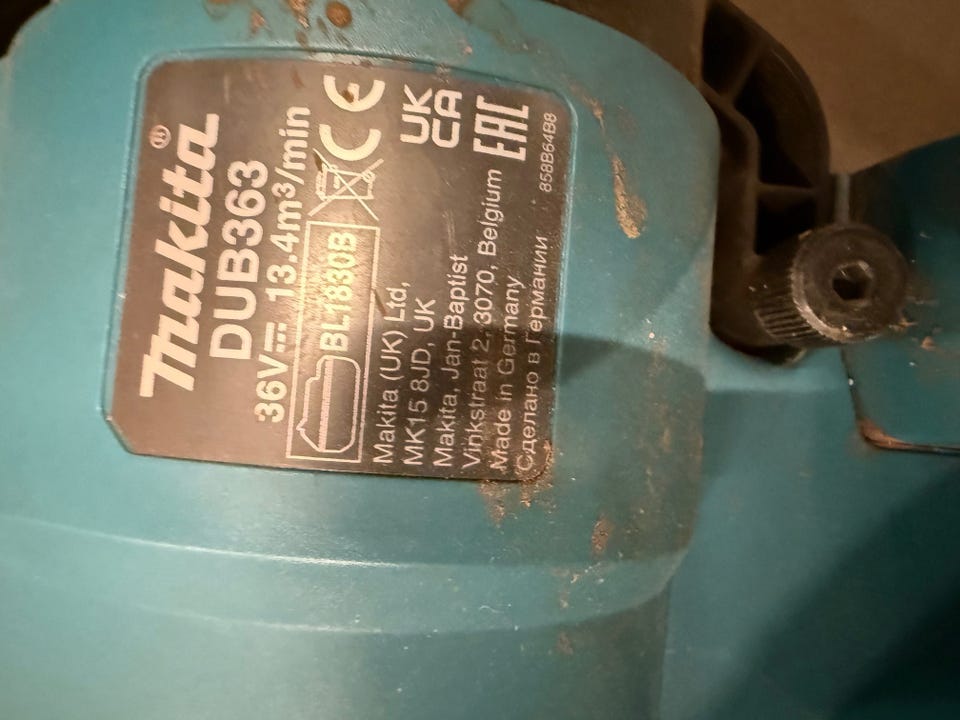 makita®
DUB363
36V⎓ 13.4m³/min
BL1830B
CE
UK
CA
EAC
Makita (UK) Ltd,
MK15 8JD, UK
Makita, Jan-Baptist
Vinkstraat 2, 3070, Belgium
Made in Germany
Сделано в Германии
858B64B8